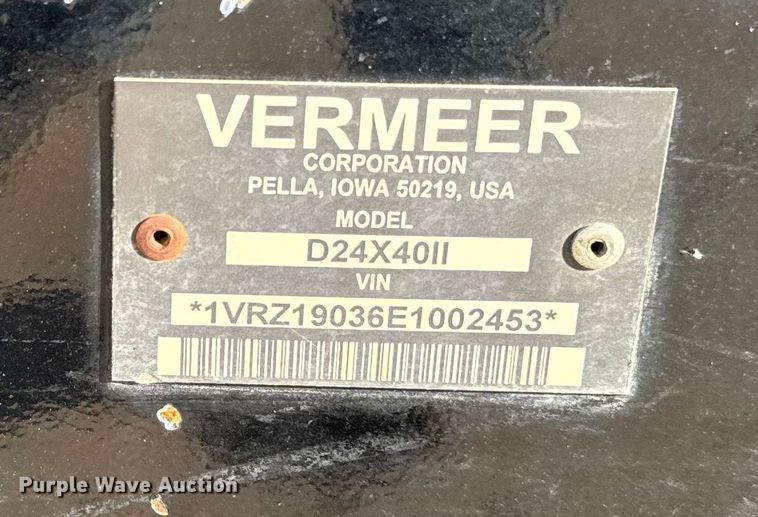 VERMEER
CORPORATION
PELLA, IOWA 50219, USA
MODEL
D24X40II
VIN
*1VRZ19036E1002453*
Purple Wave Auction